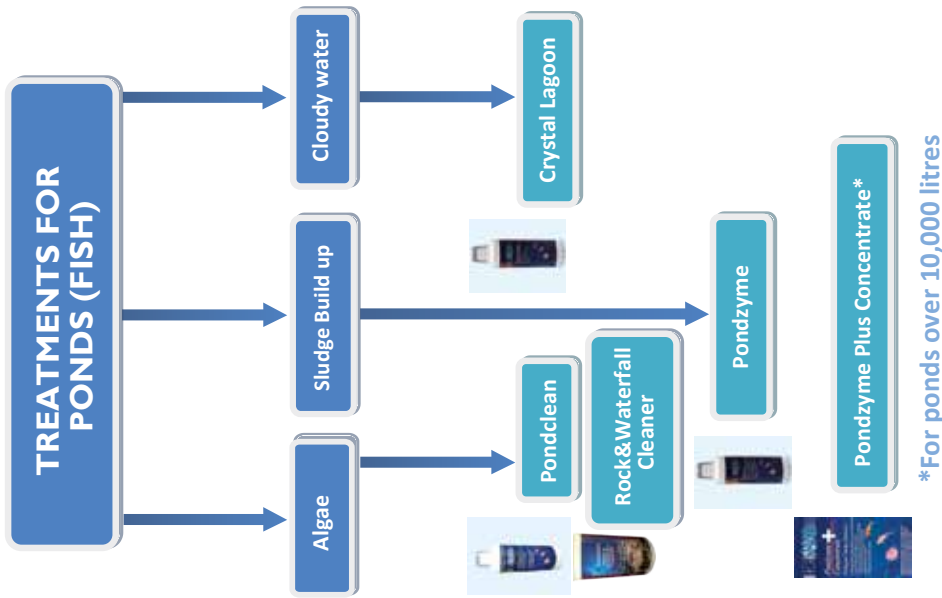 TREATMENTS FOR
PONDS (FISH)
Algae
Sludge Build up
Cloudy water
Pondclean
Rock&Waterfall
Cleaner
Crystal Lagoon
Pondzyme
Pondzyme Plus Concentrate*
*For ponds over 10,000 litres